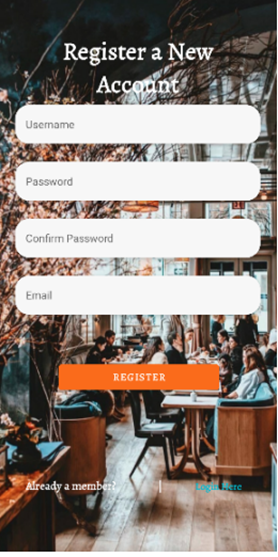 Register a New
Account
Username
Password
Confirm Password
Email
REGISTER
Already a member? | Login Here